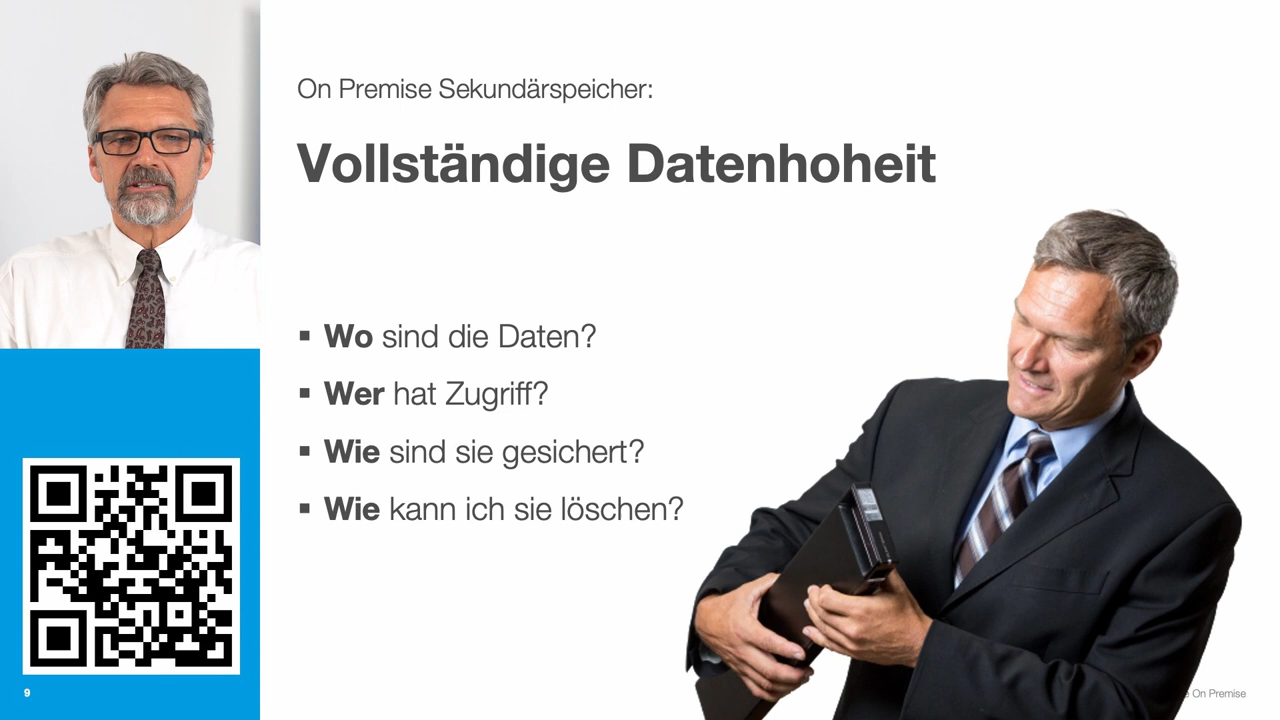 On Premise Sekundärspeicher:
Vollständige Datenhoheit
▪ Wo sind die Daten?
▪ Wer hat Zugriff?
▪ Wie sind sie gesichert?
▪ Wie kann ich sie löschen?
9
On Premise